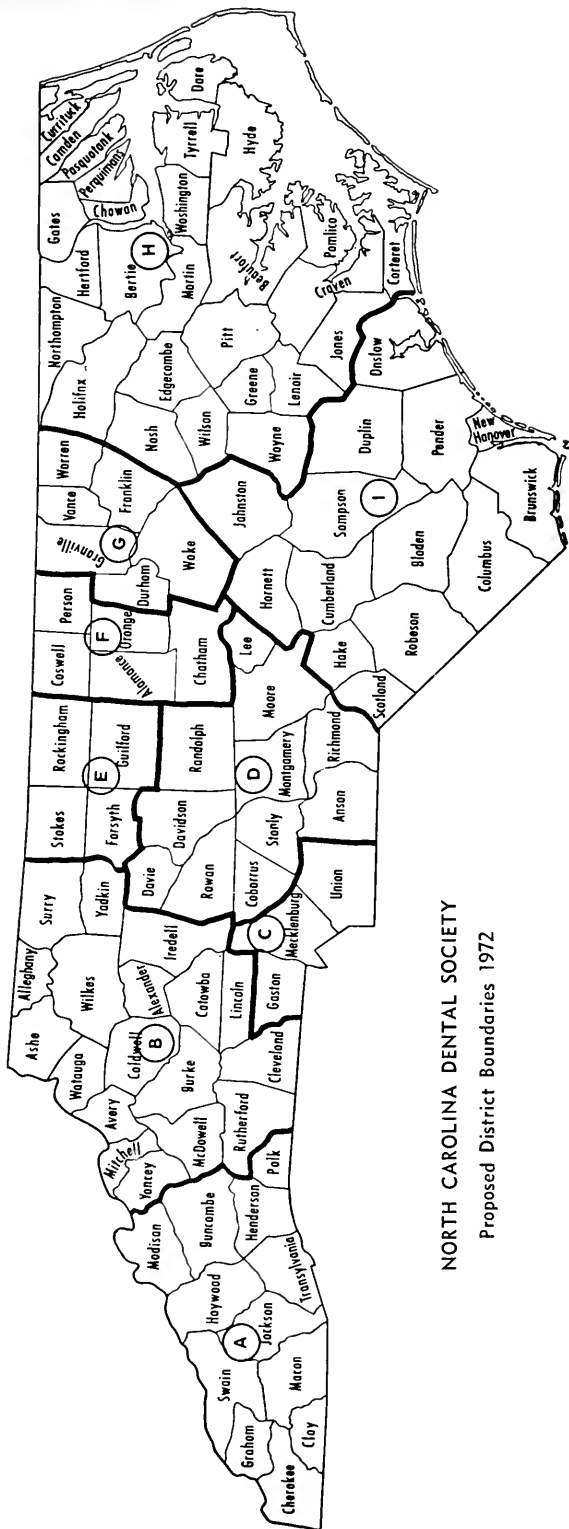 Cherokee
Graham
Clay
Swain
Macon
Jackson
A
Haywood
Transylvania
Madison
Buncombe
Henderson
Polk
Yancey
Mitchell
Avery
McDowell
Rutherford
Cleveland
Burke
Caldwell
B
Watauga
Ashe
Alleghany
Wilkes
Alexander
Catawba
Lincoln
Gaston
Iredell
Surry
Yadkin
Mecklenburg
C
Union
Stokes
Forsyth
Rockingham
Guilford
E
Davie
Davidson
Rowan
Cabarrus
Stanly
Randolph
Montgomery
D
Anson
Richmond
Moore
Lee
Caswell
Person
Alamance
Orange
F
Chatham
Durham
Granville
G
Vance
Warren
Franklin
Wake
Northampton
Halifax
Nash
Edgecombe
Wilson
Wayne
Greene
Lenoir
Pitt
Jones
Craven
Pamlico
Carteret
Beaufort
Martin
Bertie
H
Hertford
Gates
Chowan
Perquimans
Pasquotank
Camden
Currituck
Washington
Tyrrell
Dare
Hyde
Johnston
Harnett
Sampson
I
Duplin
Onslow
Pender
New
Hanover
Brunswick
Columbus
Bladen
Cumberland
Hoke
Robeson
Scotland
NORTH CAROLINA DENTAL SOCIETY
Proposed District Boundaries 1972